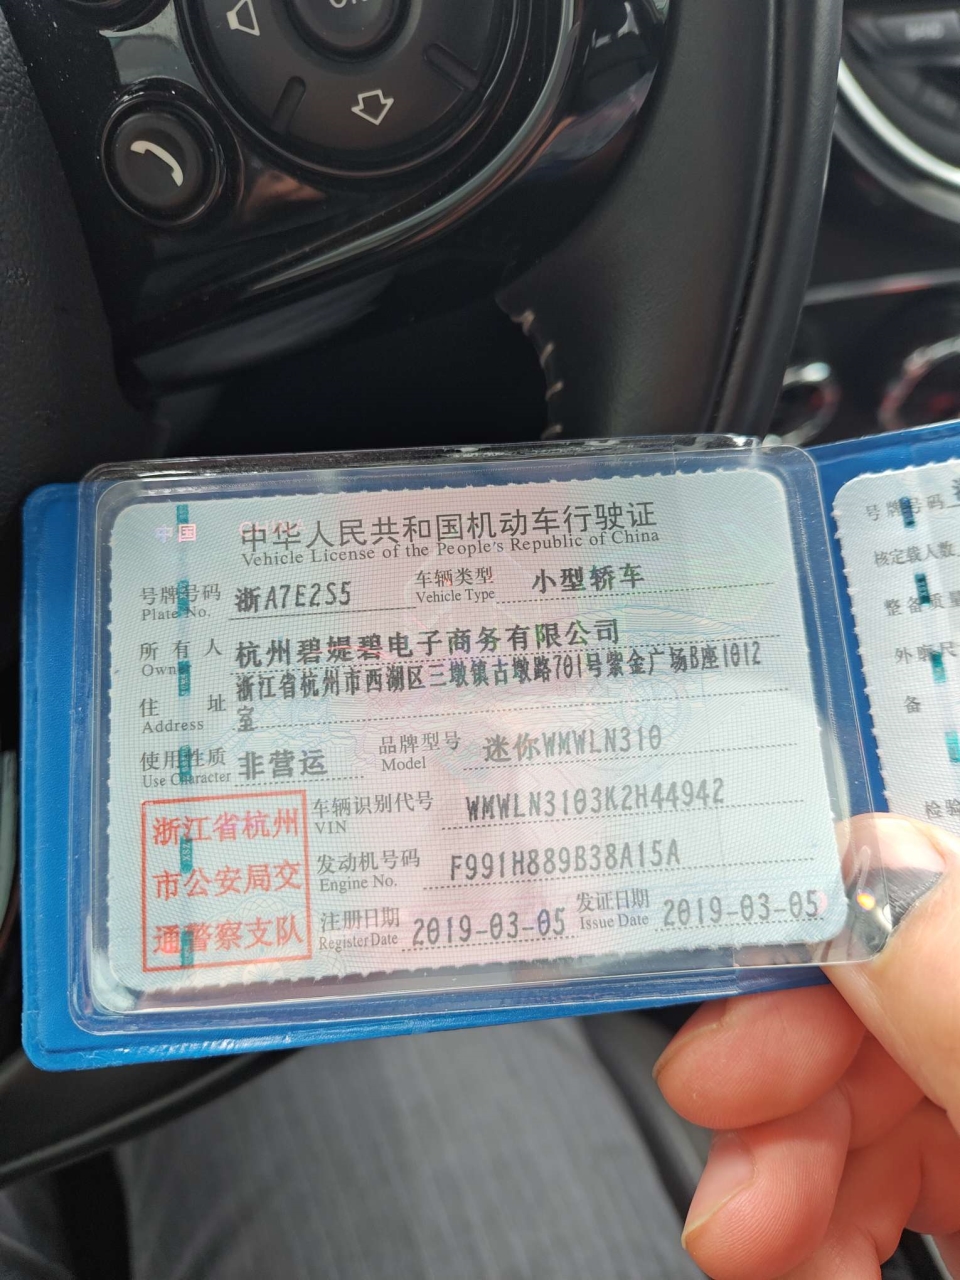 中国
中华人民共和国机动车行驶证
Vehicle License of the People's Republic of China
号牌号码 浙A7E2S5 车辆类型 小型轿车
Plate No. Vehicle Type
所有人 杭州碧媞碧电子商务有限公司
Owner
住址 浙江省杭州市西湖区三墩镇古墩路701号紫金广场B座1012
Address 室
使用性质 非营运 品牌型号 迷你WMWLN310
Use Character Model
浙江省杭州
市公安局交
通警察支队
车辆识别代号 WMWLN3103K2H44942
VIN
发动机号码 F991H889B38A15A
Engine No.
注册日期 2019-03-05 发证日期 2019-03-05
Register Date Issue Date
号牌号码
核定载人数
整备质量
外廓尺
备
检验